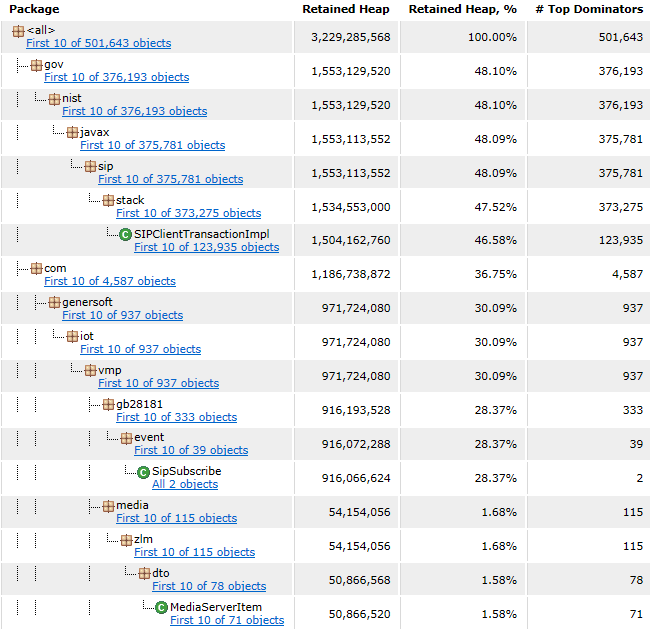 Package Retained Heap Retained Heap, % # Top Dominators
<all> 3,229,285,568 100.00% 501,643
First 10 of 501,643 objects
gov 1,553,129,520 48.10% 376,193
First 10 of 376,193 objects
nist 1,553,129,520 48.10% 376,193
First 10 of 376,193 objects
javax 1,553,113,552 48.09% 375,781
First 10 of 375,781 objects
sip 1,553,113,552 48.09% 375,781
First 10 of 375,781 objects
stack 1,534,553,000 47.52% 373,275
First 10 of 373,275 objects
C SIPClientTransactionImpl 1,504,162,760 46.58% 123,935
First 10 of 123,935 objects
com 1,186,738,872 36.75% 4,587
First 10 of 4,587 objects
genersoft 971,724,080 30.09% 937
First 10 of 937 objects
iot 971,724,080 30.09% 937
First 10 of 937 objects
vmp 971,724,080 30.09% 937
First 10 of 937 objects
gb28181 916,193,528 28.37% 333
First 10 of 333 objects
event 916,072,288 28.37% 39
First 10 of 39 objects
C SipSubscribe 916,066,624 28.37% 2
All 2 objects
media 54,154,056 1.68% 115
First 10 of 115 objects
zlm 54,154,056 1.68% 115
First 10 of 115 objects
dto 50,866,568 1.58% 78
First 10 of 78 objects
C MediaServerItem 50,866,520 1.58% 71
First 10 of 71 objects